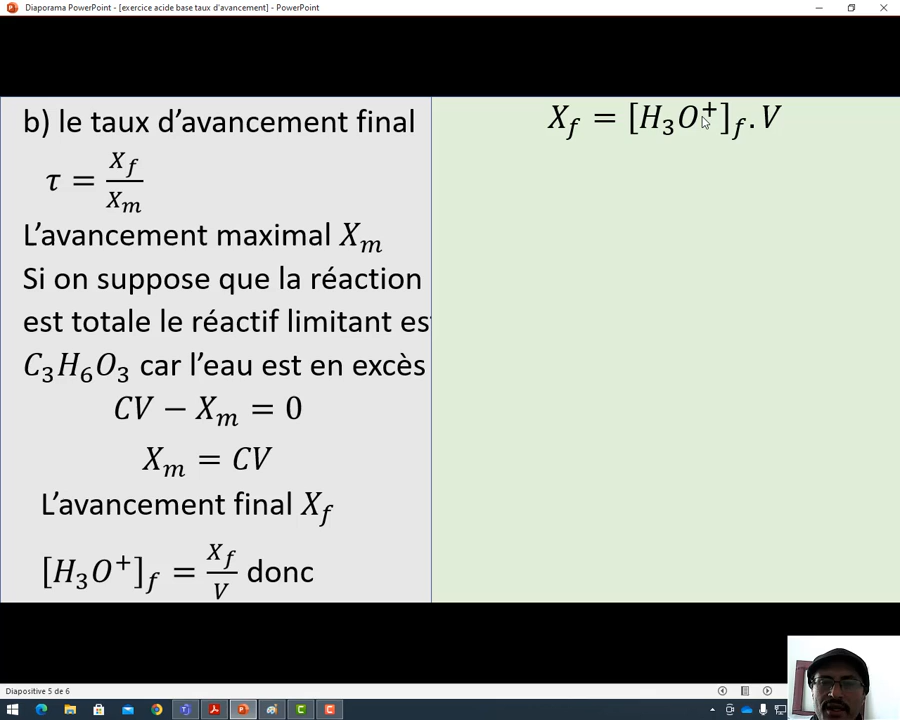 Diaporama PowerPoint - [exercice acide base taux d'avancement] - PowerPoint
b) le taux d'avancement final
τ = X_f / X_m
L'avancement maximal X_m
Si on suppose que la réaction
est totale le réactif limitant es
C₃H₆O₃ car l'eau est en excès
CV − X_m = 0
X_m = CV
L'avancement final X_f
[H₃O⁺]_f = X_f / V donc
X_f = [H₃O⁺]_f . V
Diapositive 5 de 6